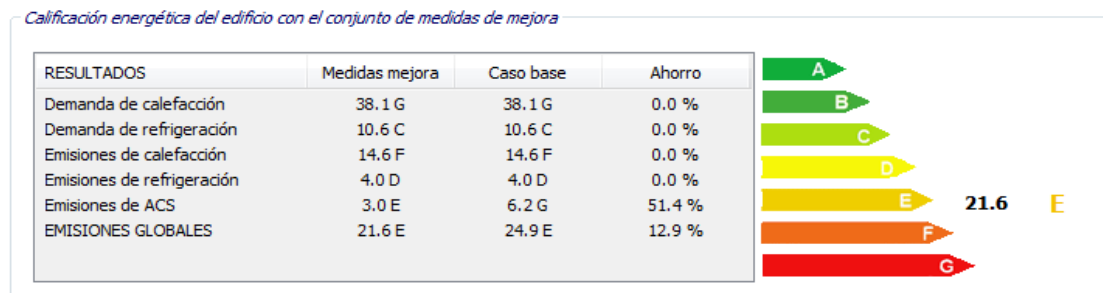 Calificación energética del edificio con el conjunto de medidas de mejora
RESULTADOS Medidas mejora Caso base Ahorro
Demanda de calefacción 38.1 G 38.1 G 0.0 %
Demanda de refrigeración 10.6 C 10.6 C 0.0 %
Emisiones de calefacción 14.6 F 14.6 F 0.0 %
Emisiones de refrigeración 4.0 D 4.0 D 0.0 %
Emisiones de ACS 3.0 E 6.2 G 51.4 %
EMISIONES GLOBALES 21.6 E 24.9 E 12.9 %
A
B
C
D
E 21.6 E
F
G